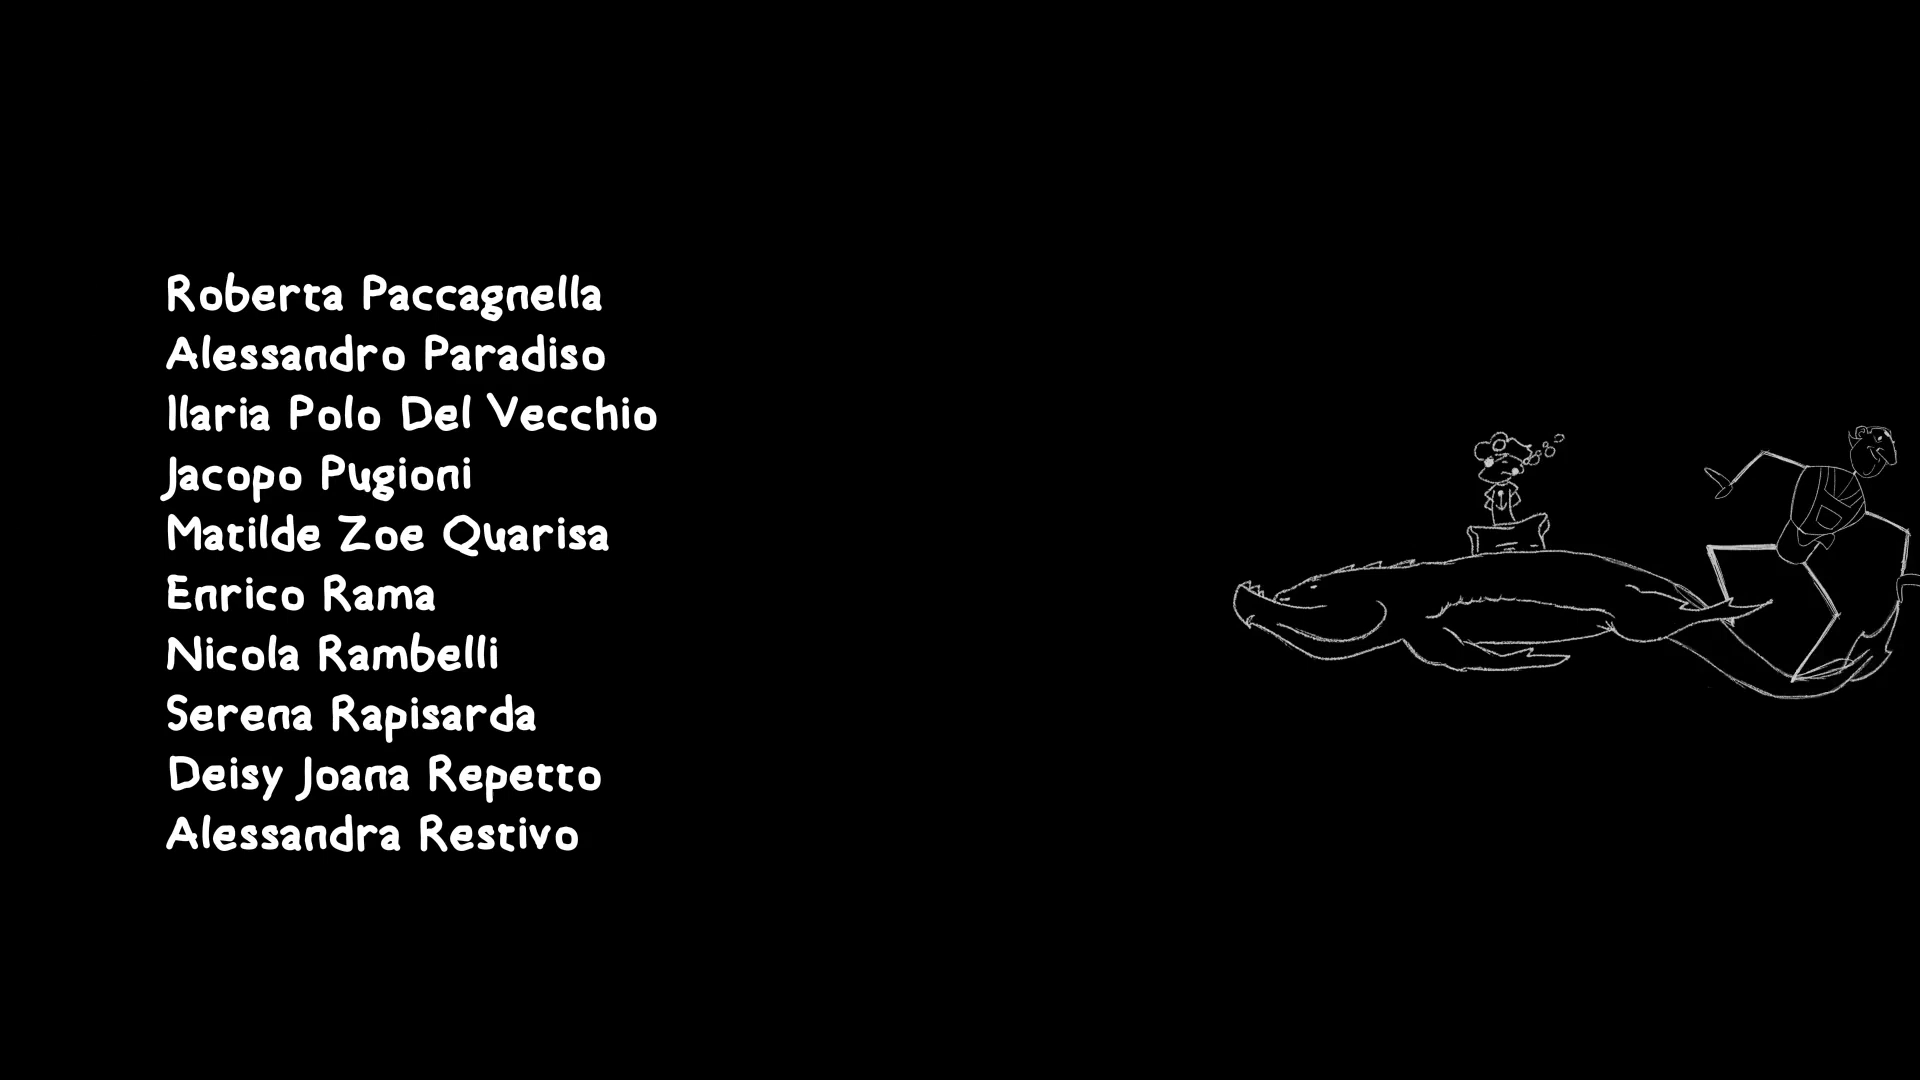 Roberta Paccagnella
Alessandro Paradiso
Ilaria Polo Del Vecchio
Jacopo Pugioni
Matilde Zoe Quarisa
Enrico Rama
Nicola Rambelli
Serena Rapisarda
Deisy Joana Repetto
Alessandra Restivo